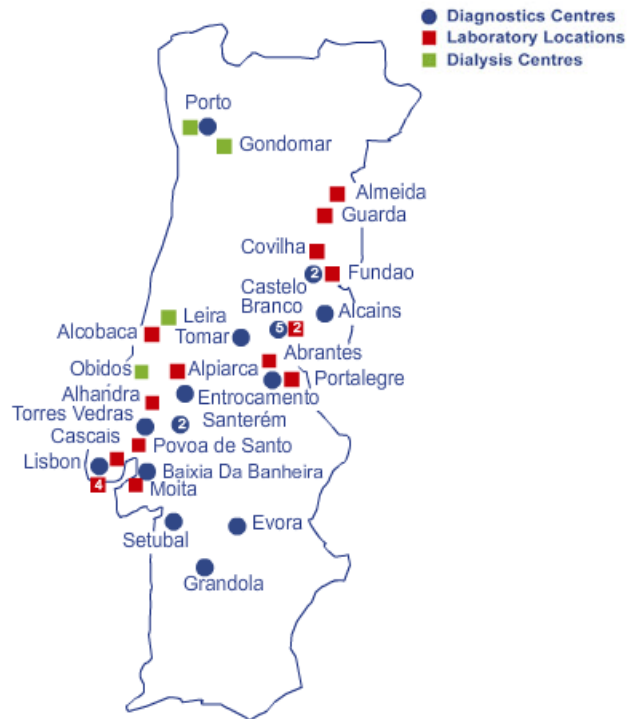 Diagnostics Centres
Laboratory Locations
Dialysis Centres
Porto
Gondomar
Almeida
Guarda
Covilha
2
Fundao
Castelo
Branco
Alcains
Leira
5
2
Alcobaca
Tomar
Abrantes
Obidos
Alpiarca
Portalegre
Alhandra
Entrocamento
Torres Vedras
2
Santerém
Cascais
Povoa de Santo
Lisbon
Baixia Da Banheira
4
Moita
Setubal
Evora
Grandola